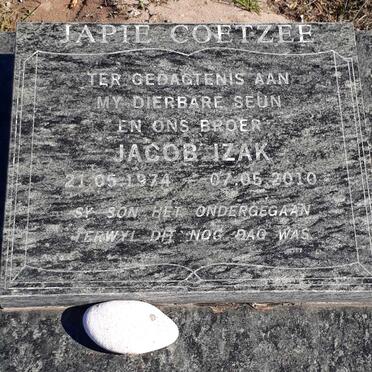 JAPIE COETZEE
TER GEDAGTENIS AAN
MY DIERBARE SEUN
EN ONS BROER
JACOB IZAK
21.05.1974 - 07.05.2010
SY SON HET ONDERGEGAAN
TERWYL DIT NOG DAG WAS